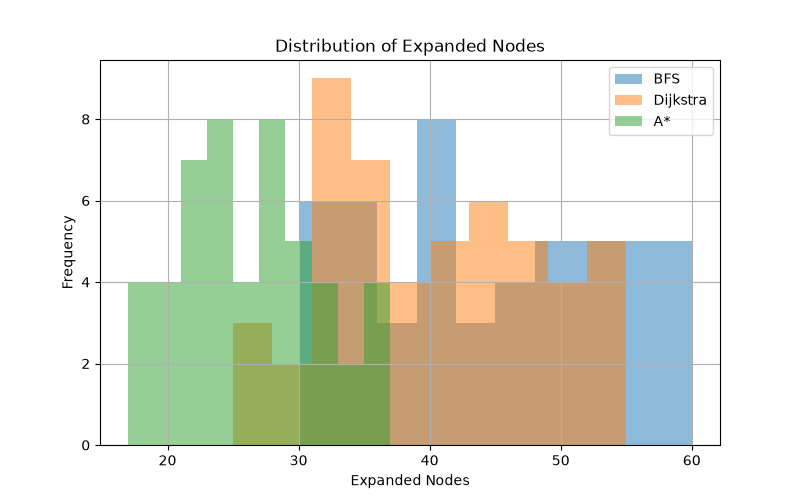 Distribution of Expanded Nodes
BFS
Dijkstra
A*
8
6
4
2
0
Frequency
20 30 40 50 60
Expanded Nodes